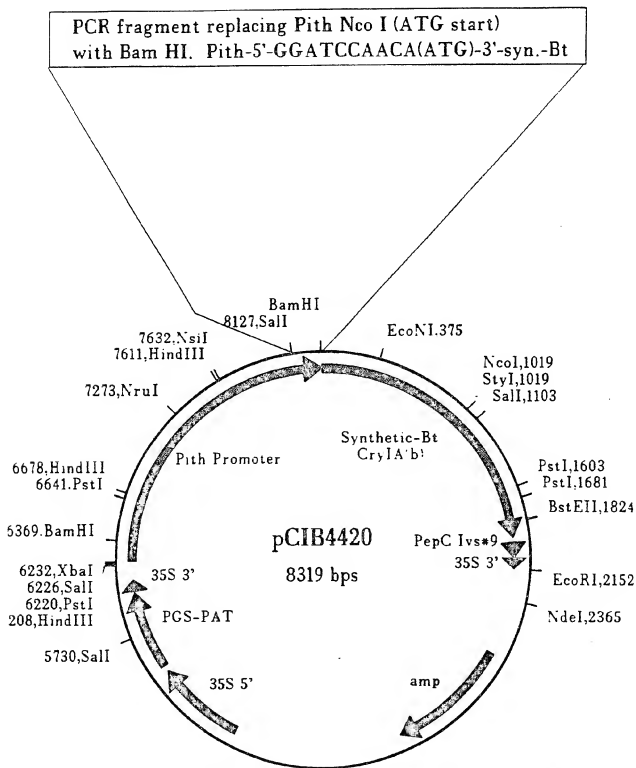 PCR fragment replacing Pith Nco I (ATG start)
with Bam HI. Pith-5'-GGATCCAACA(ATG)-3'-syn.-Bt
BamHI
8127,SalI
EcoNI.375
7632,NsiI
7611,HindIII
7273,NruI
NcoI,1019
StyI,1019
SalI,1103
Synthetic-Bt
CryIA(b)
Pith Promoter
6678,HindIII
6641.PstI
PstI,1603
PstI,1681
BstEII,1824
6369.BamHI
pCIB4420
8319 bps
PepC Ivs#9
35S 3'
6232,XbaI
6226,SalI
6220,PstI
208,HindIII
35S 3'
PGS-PAT
EcoRI,2152
NdeI,2365
5730,SalI
35S 5'
amp